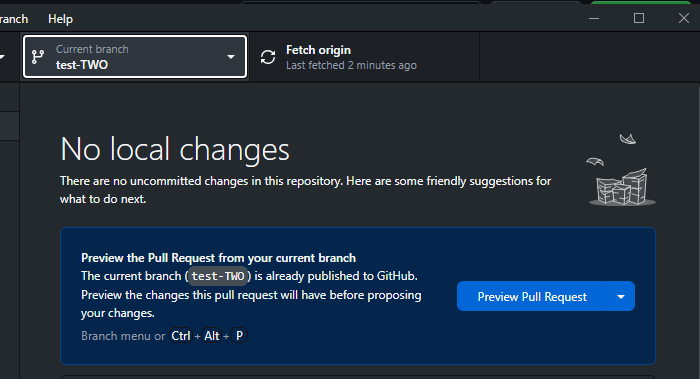 ranch Help
Current branch
test-TWO
Fetch origin
Last fetched 2 minutes ago
No local changes
There are no uncommitted changes in this repository. Here are some friendly suggestions for
what to do next.
Preview the Pull Request from your current branch
The current branch (test-TWO) is already published to GitHub.
Preview the changes this pull request will have before proposing
your changes.
Branch menu or Ctrl + Alt + P
Preview Pull Request